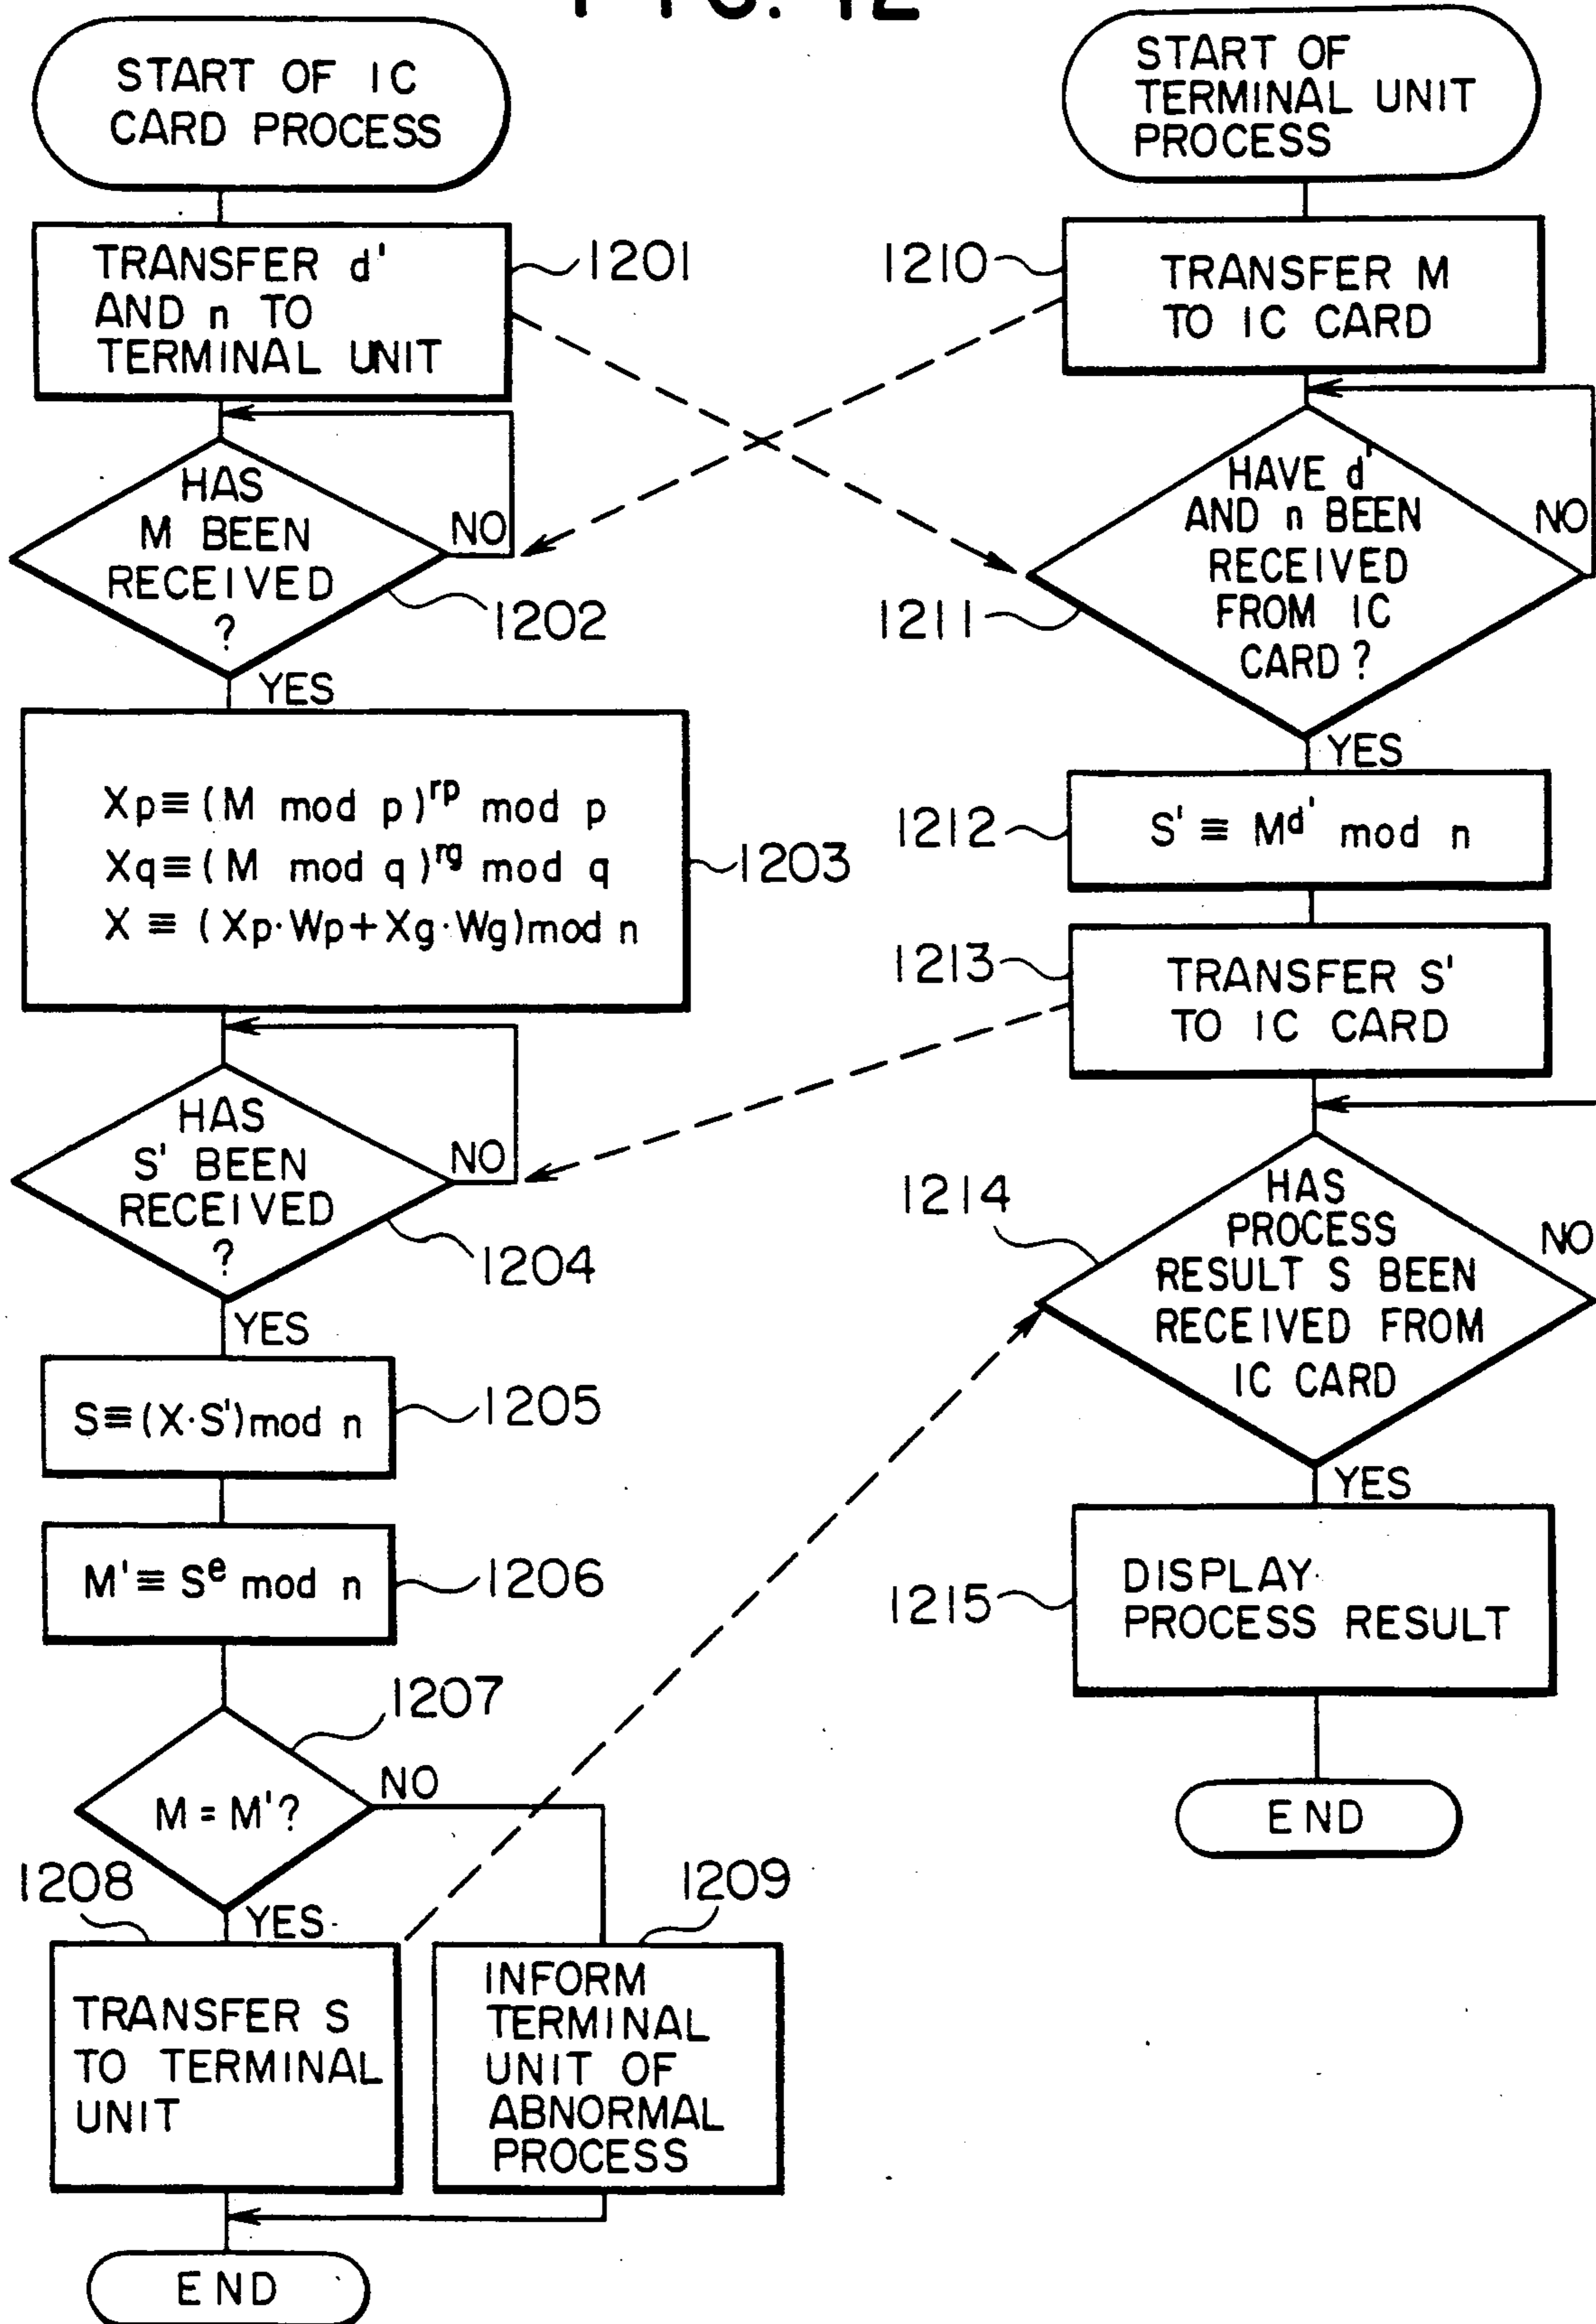 FIG. 12
START OF IC
CARD PROCESS
TRANSFER d'
AND n TO
TERMINAL UNIT
1201
HAS
M BEEN
RECEIVED
?
NO
1202
YES
Xp≡(M mod p)^rp mod p
Xq≡(M mod q)^rg mod q
X ≡ (Xp·Wp+Xg·Wg)mod n
1203
HAS
S' BEEN
RECEIVED
?
NO
1204
YES
S≡(X·S')mod n
1205
M'≡ S^e mod n
1206
1207
M = M'?
NO
1208
YES
1209
TRANSFER S
TO TERMINAL
UNIT
INFORM
TERMINAL
UNIT OF
ABNORMAL
PROCESS
END
START OF
TERMINAL UNIT
PROCESS
1210
TRANSFER M
TO IC CARD
HAVE d'
AND n BEEN
RECEIVED
FROM IC
CARD?
NO
1211
YES
1212
S' ≡ M^d' mod n
1213
TRANSFER S'
TO IC CARD
1214
HAS
PROCESS
RESULT S BEEN
RECEIVED FROM
IC CARD
NO
YES
1215
DISPLAY
PROCESS RESULT
END